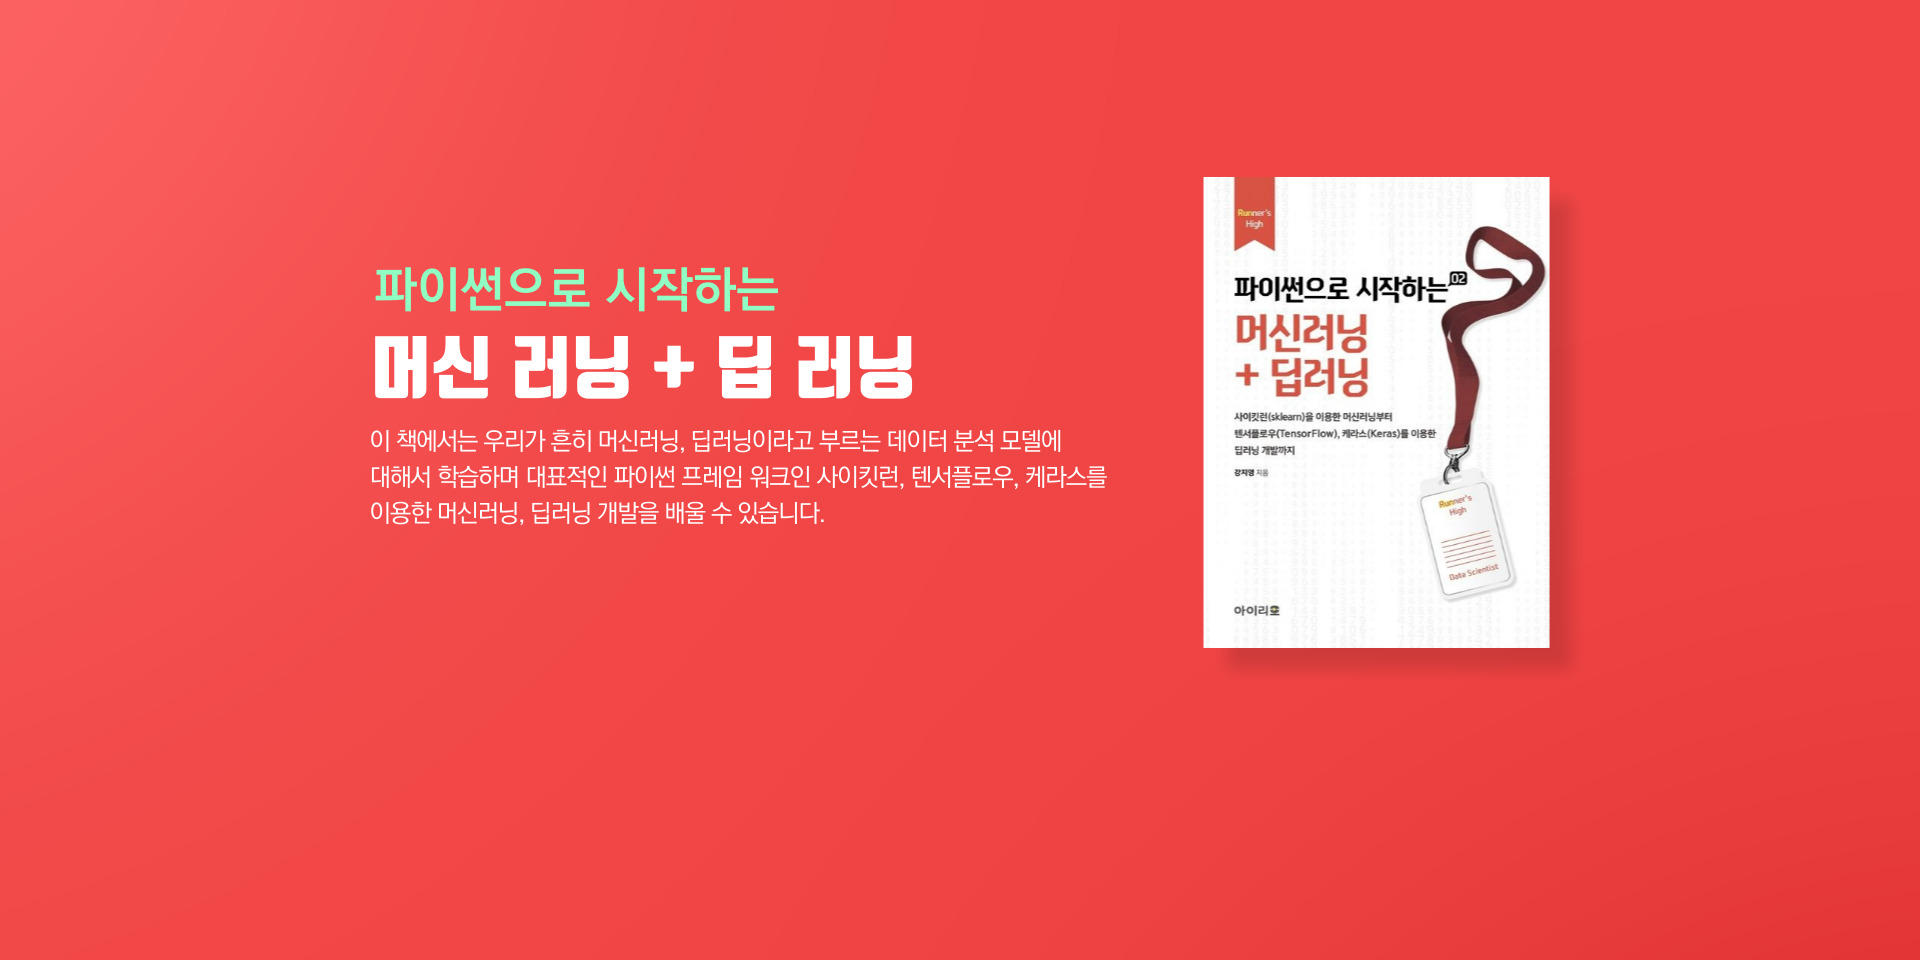 파이썬으로 시작하는
머신 러닝 + 딥 러닝
이 책에서는 우리가 흔히 머신러닝, 딥러닝이라고 부르는 데이터 분석 모델에
대해서 학습하며 대표적인 파이썬 프레임 워크인 사이킷런, 텐서플로우, 케라스를
이용한 머신러닝, 딥러닝 개발을 배울 수 있습니다.
Runner's
High
파이썬으로 시작하는 02
머신러닝
+ 딥러닝
사이킷런(sklearn)을 이용한 머신러닝부터
텐서플로우(TensorFlow), 케라스(Keras)를 이용한
딥러닝 개발까지
강지영 지음
Runner's
High
Data Scientist
아이리포